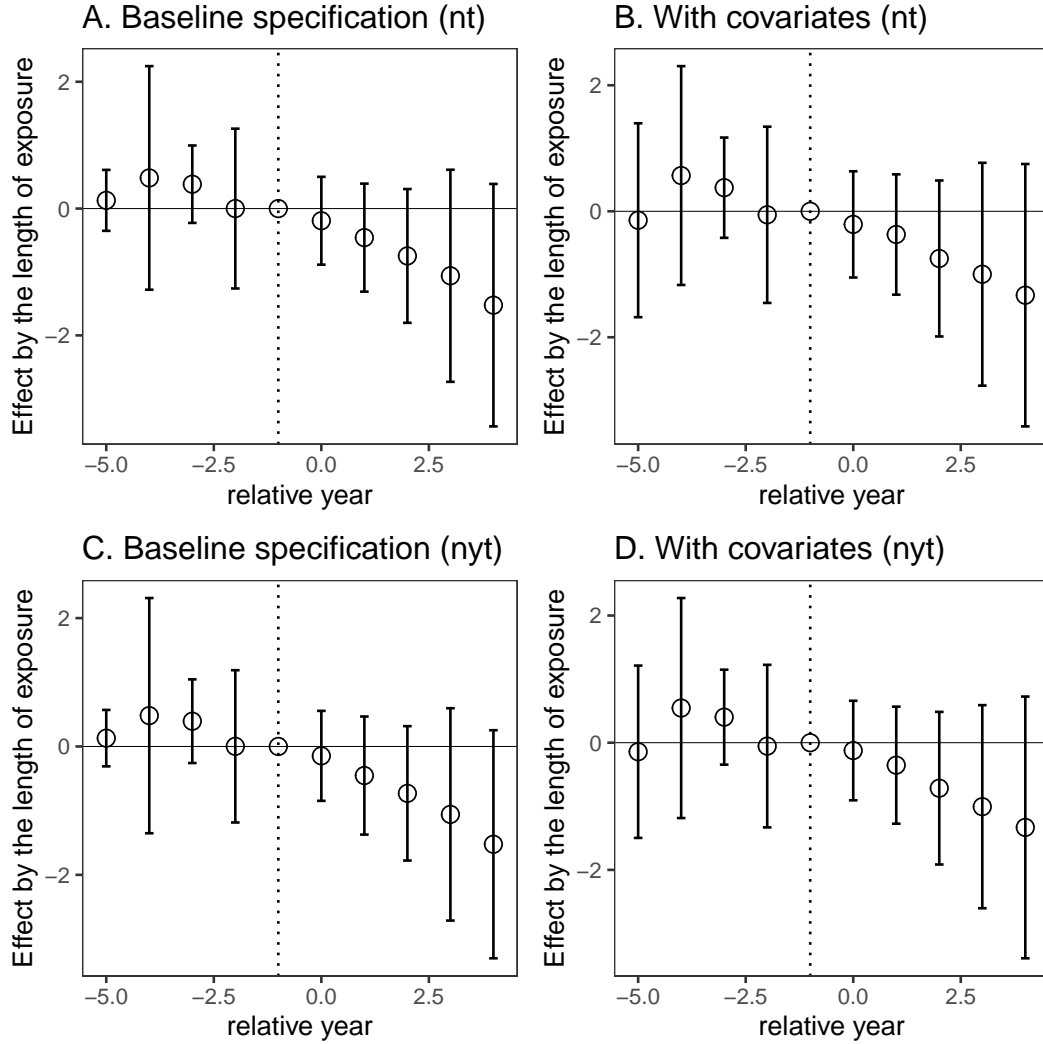 A. Baseline specification (nt)
Effect by the length of exposure
2
0
−2
−5.0 −2.5 0.0 2.5
relative year
B. With covariates (nt)
Effect by the length of exposure
2
0
−2
−5.0 −2.5 0.0 2.5
relative year
C. Baseline specification (nyt)
Effect by the length of exposure
2
0
−2
−5.0 −2.5 0.0 2.5
relative year
D. With covariates (nyt)
Effect by the length of exposure
2
0
−2
−5.0 −2.5 0.0 2.5
relative year